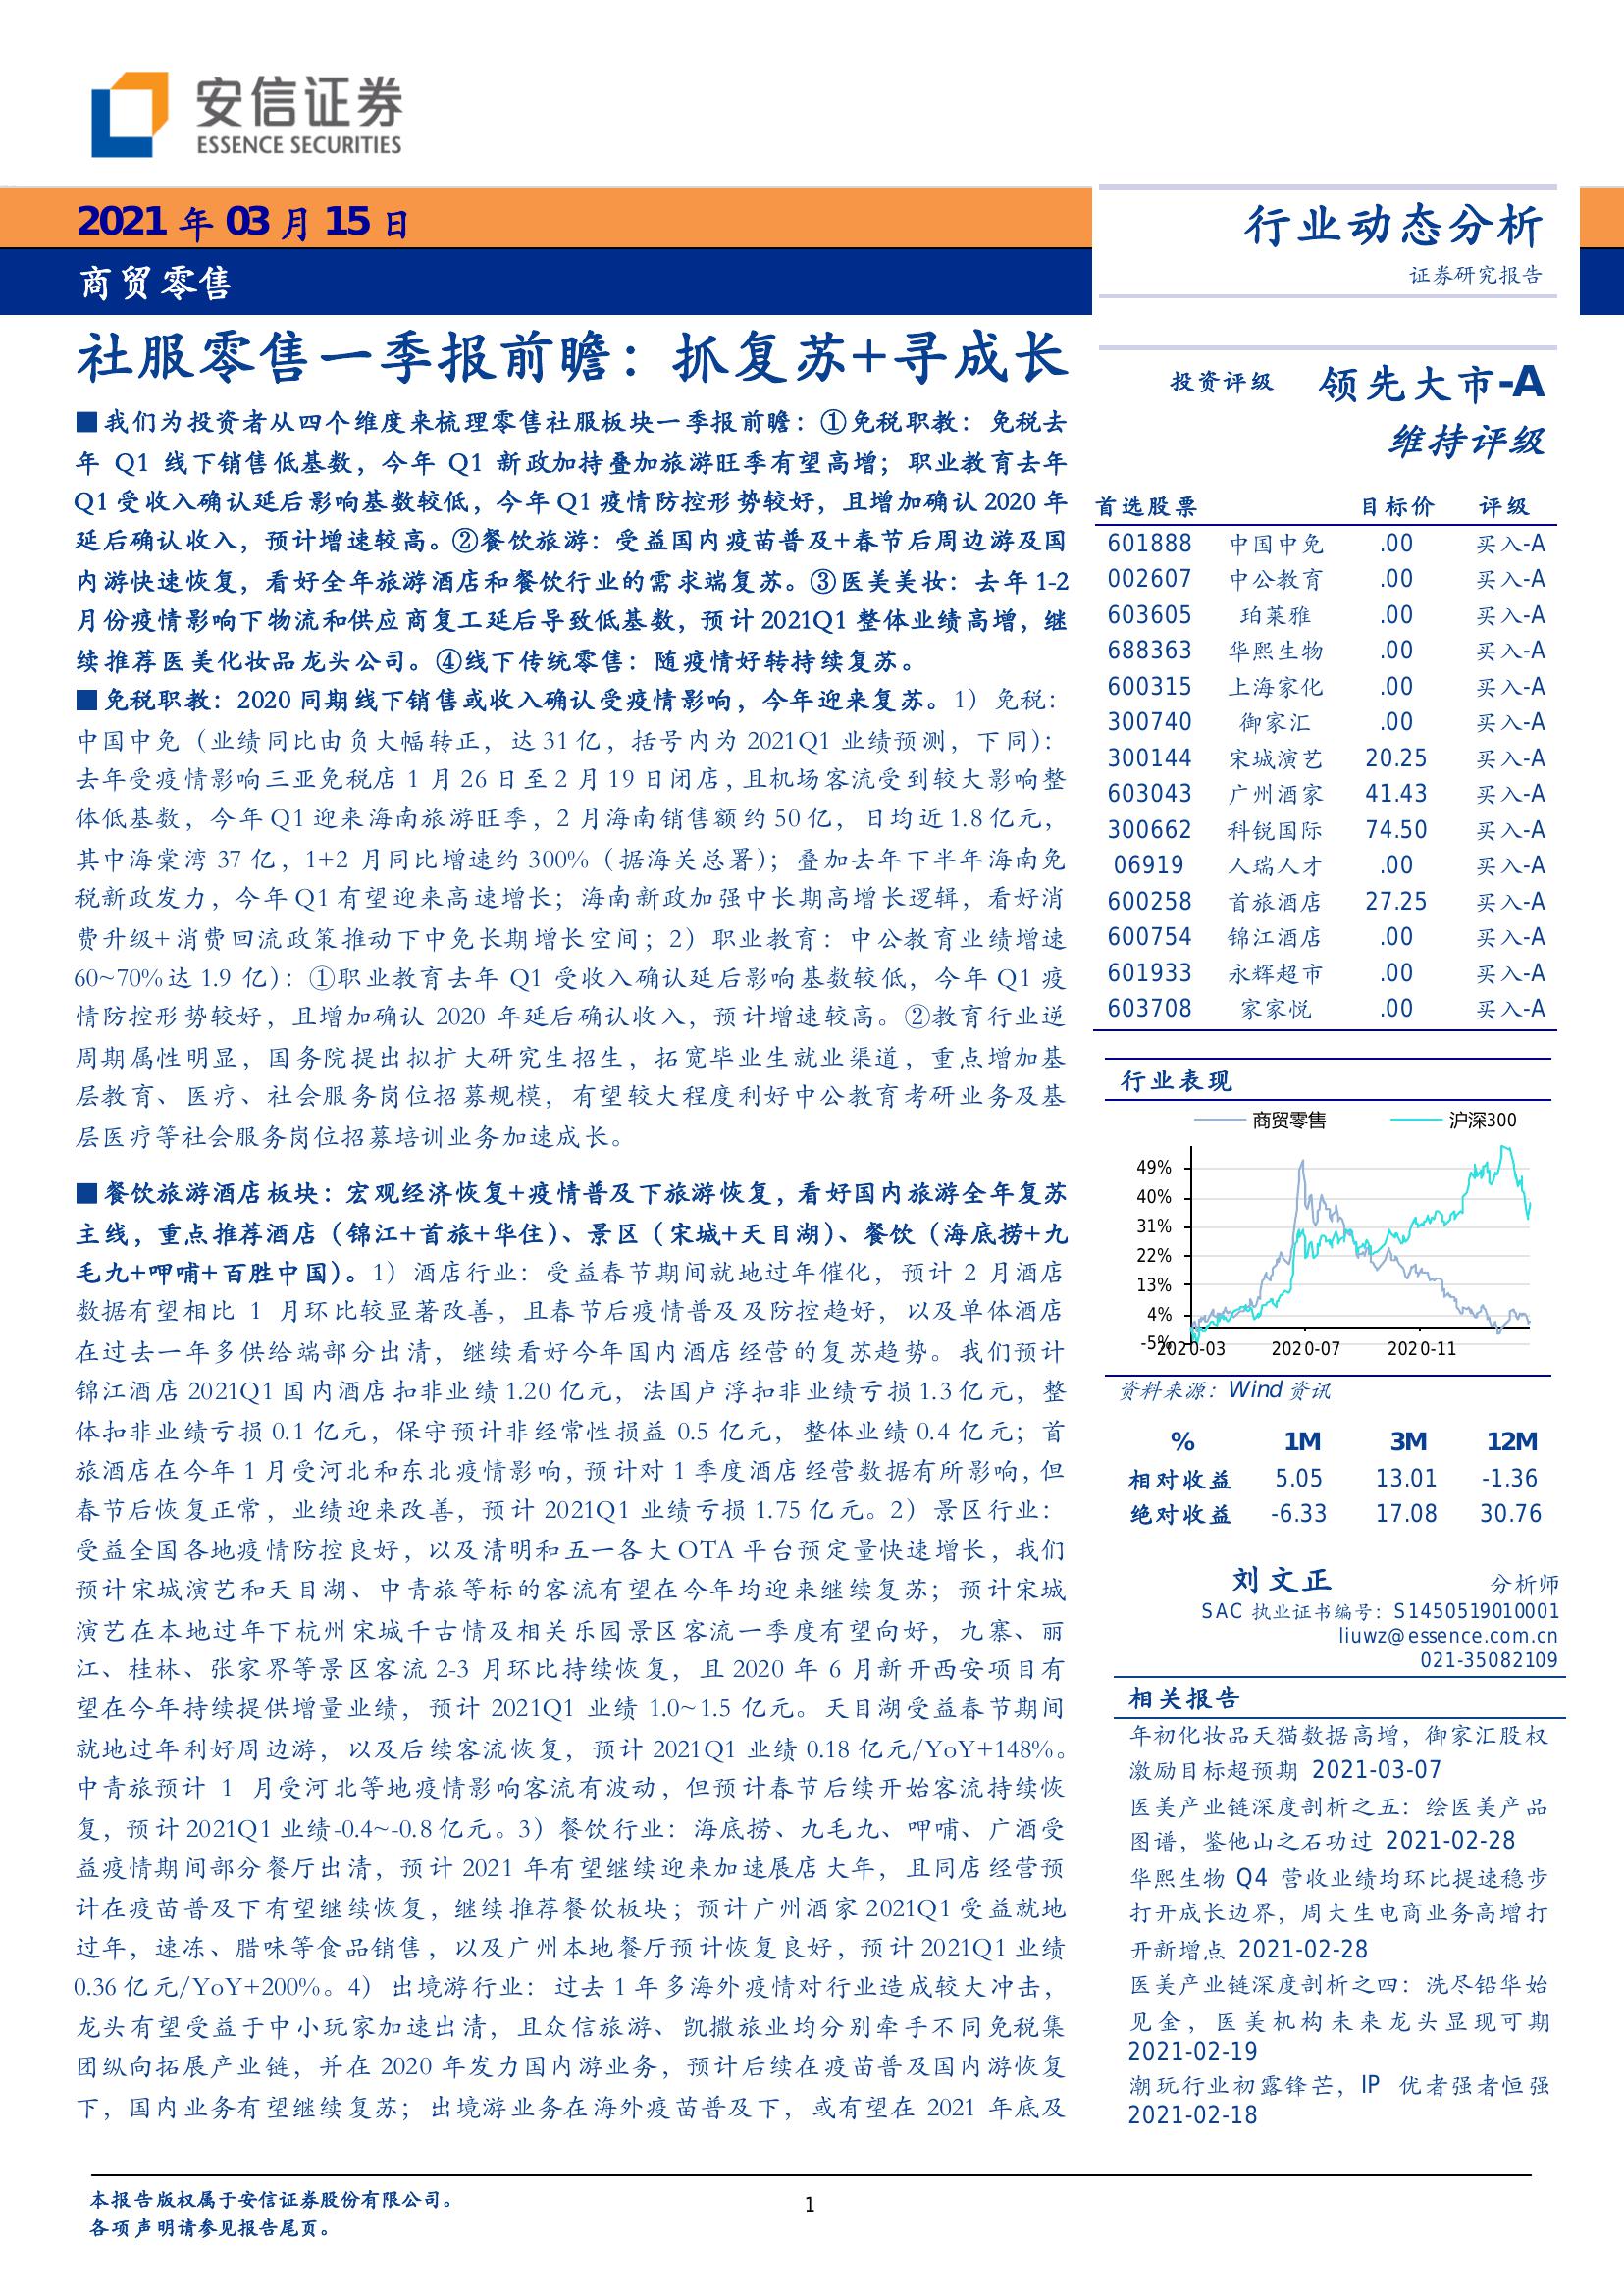 安信证券
ESSENCE SECURITIES
2021 年 03 月 15 日
商贸零售
行业动态分析
证券研究报告
社服零售一季报前瞻：抓复苏+寻成长
■我们为投资者从四个维度来梳理零售社服板块一季报前瞻：①免税职教：免税去
年 Q1 线下销售低基数，今年 Q1 新政加持叠加旅游旺季有望高增；职业教育去年
Q1 受收入确认延后影响基数较低，今年 Q1 疫情防控形势较好，且增加确认 2020 年
延后确认收入，预计增速较高。②餐饮旅游：受益国内疫苗普及+春节后周边游及国
内游快速恢复，看好全年旅游酒店和餐饮行业的需求端复苏。③医美美妆：去年 1-2
月份疫情影响下物流和供应商复工延后导致低基数，预计 2021Q1 整体业绩高增，继
续推荐医美化妆品龙头公司。④线下传统零售：随疫情好转持续复苏。
■免税职教：2020 同期线下销售或收入确认受疫情影响，今年迎来复苏。1）免税：
中国中免（业绩同比由负大幅转正，达 31 亿，括号内为 2021Q1 业绩预测，下同）：
去年受疫情影响三亚免税店 1 月 26 日至 2 月 19 日闭店，且机场客流受到较大影响整
体低基数，今年 Q1 迎来海南旅游旺季，2 月海南销售额约 50 亿，日均近 1.8 亿元，
其中海棠湾 37 亿，1+2 月同比增速约 300%（据海关总署）；叠加去年下半年海南免
税新政发力，今年 Q1 有望迎来高速增长；海南新政加强中长期高增长逻辑，看好消
费升级+消费回流政策推动下中免长期增长空间；2）职业教育：中公教育业绩增速
60~70%达 1.9 亿）：①职业教育去年 Q1 受收入确认延后影响基数较低，今年 Q1 疫
情防控形势较好，且增加确认 2020 年延后确认收入，预计增速较高。②教育行业逆
周期属性明显，国务院提出拟扩大研究生招生，拓宽毕业生就业渠道，重点增加基
层教育、医疗、社会服务岗位招募规模，有望较大程度利好中公教育考研业务及基
层医疗等社会服务岗位招募培训业务加速成长。
■餐饮旅游酒店板块：宏观经济恢复+疫情普及下旅游恢复，看好国内旅游全年复苏
主线，重点推荐酒店（锦江+首旅+华住）、景区（宋城+天目湖）、餐饮（海底捞+九
毛九+呷哺+百胜中国）。1）酒店行业：受益春节期间就地过年催化，预计 2 月酒店
数据有望相比 1 月环比较显著改善，且春节后疫情普及及防控趋好，以及单体酒店
在过去一年多供给端部分出清，继续看好今年国内酒店经营的复苏趋势。我们预计
锦江酒店 2021Q1 国内酒店扣非业绩 1.20 亿元，法国卢浮扣非业绩亏损 1.3 亿元，整
体扣非业绩亏损 0.1 亿元，保守预计非经常性损益 0.5 亿元，整体业绩 0.4 亿元；首
旅酒店在今年 1 月受河北和东北疫情影响，预计对 1 季度酒店经营数据有所影响，但
春节后恢复正常，业绩迎来改善，预计 2021Q1 业绩亏损 1.75 亿元。2）景区行业：
受益全国各地疫情防控良好，以及清明和五一各大 OTA 平台预定量快速增长，我们
预计宋城演艺和天目湖、中青旅等标的客流有望在今年均迎来继续复苏；预计宋城
演艺在本地过年下杭州宋城千古情及相关乐园景区客流一季度有望向好，九寨、丽
江、桂林、张家界等景区客流 2-3 月环比持续恢复，且 2020 年 6 月新开西安项目有
望在今年持续提供增量业绩，预计 2021Q1 业绩 1.0~1.5 亿元。天目湖受益春节期间
就地过年利好周边游，以及后续客流恢复，预计 2021Q1 业绩 0.18 亿元/YoY+148%。
中青旅预计 1 月受河北等地疫情影响客流有波动，但预计春节后续开始客流持续恢
复，预计 2021Q1 业绩-0.4~-0.8 亿元。3）餐饮行业：海底捞、九毛九、呷哺、广酒受
益疫情期间部分餐厅出清，预计 2021 年有望继续迎来加速展店大年，且同店经营预
计在疫苗普及下有望继续恢复，继续推荐餐饮板块；预计广州酒家 2021Q1 受益就地
过年，速冻、腊味等食品销售，以及广州本地餐厅预计恢复良好，预计 2021Q1 业绩
0.36 亿元/YoY+200%。4）出境游行业：过去 1 年多海外疫情对行业造成较大冲击，
龙头有望受益于中小玩家加速出清，且众信旅游、凯撒旅业均分别牵手不同免税集
团纵向拓展产业链，并在 2020 年发力国内游业务，预计后续在疫苗普及国内游恢复
下，国内业务有望继续复苏；出境游业务在海外疫苗普及下，或有望在 2021 年底及
投资评级 领先大市-A
维持评级
首选股票 目标价 评级
601888 中国中免 .00 买入-A
002607 中公教育 .00 买入-A
603605 珀莱雅 .00 买入-A
688363 华熙生物 .00 买入-A
600315 上海家化 .00 买入-A
300740 御家汇 .00 买入-A
300144 宋城演艺 20.25 买入-A
603043 广州酒家 41.43 买入-A
300662 科锐国际 74.50 买入-A
06919 人瑞人才 .00 买入-A
600258 首旅酒店 27.25 买入-A
600754 锦江酒店 .00 买入-A
601933 永辉超市 .00 买入-A
603708 家家悦 .00 买入-A
行业表现
商贸零售 沪深300
49%
40%
31%
22%
13%
4%
-5%
2020-03 2020-07 2020-11
资料来源：Wind 资讯
% 1M 3M 12M
相对收益 5.05 13.01 -1.36
绝对收益 -6.33 17.08 30.76
刘文正 分析师
SAC 执业证书编号：S1450519010001
liuwz@essence.com.cn
021-35082109
相关报告
年初化妆品天猫数据高增，御家汇股权
激励目标超预期 2021-03-07
医美产业链深度剖析之五：绘医美产品
图谱，鉴他山之石功过 2021-02-28
华熙生物 Q4 营收业绩均环比提速稳步
打开成长边界，周大生电商业务高增打
开新增点 2021-02-28
医美产业链深度剖析之四：洗尽铅华始
见金，医美机构未来龙头显现可期
2021-02-19
潮玩行业初露锋芒，IP 优者强者恒强
2021-02-18
本报告版权属于安信证券股份有限公司。
各项声明请参见报告尾页。
1